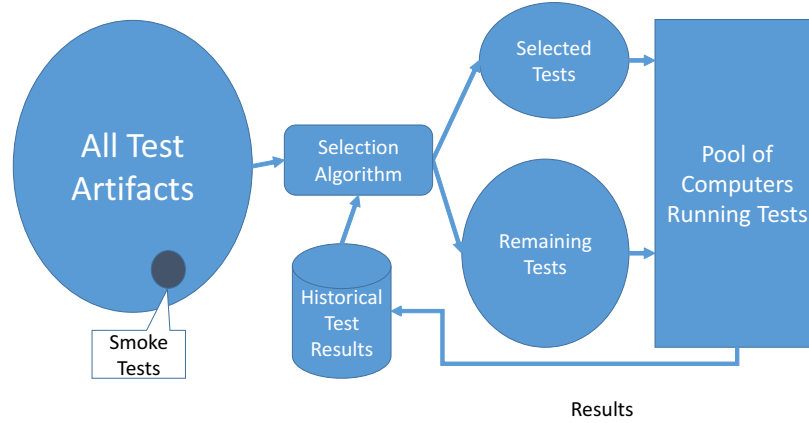 All Test
Artifacts
Smoke
Tests
Selection
Algorithm
Historical
Test
Results
Selected
Tests
Remaining
Tests
Pool of
Computers
Running Tests
Results